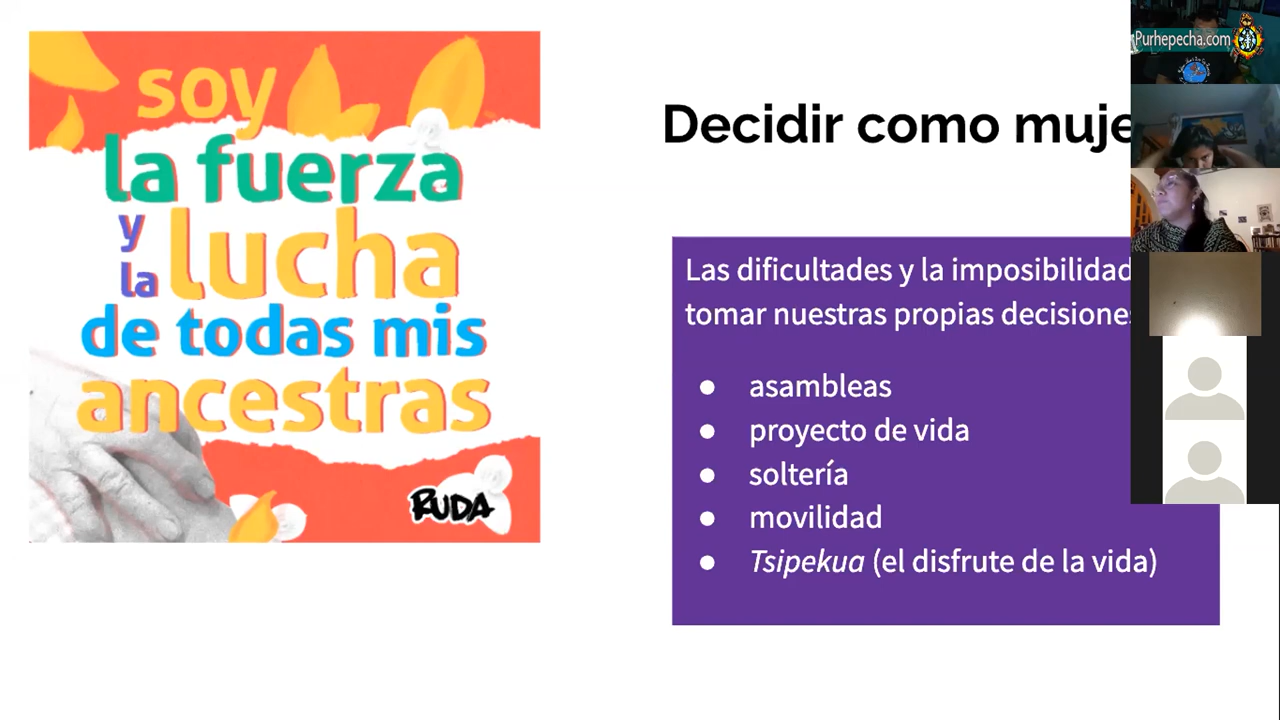 soy
la fuerza
y
la lucha
de todas mis
ancestras
RUDA
Decidir como muje
Las dificultades y la imposibilidad
tomar nuestras propias decisiones
● asambleas
● proyecto de vida
● soltería
● movilidad
● Tsipekua (el disfrute de la vida)
Purhepecha.com